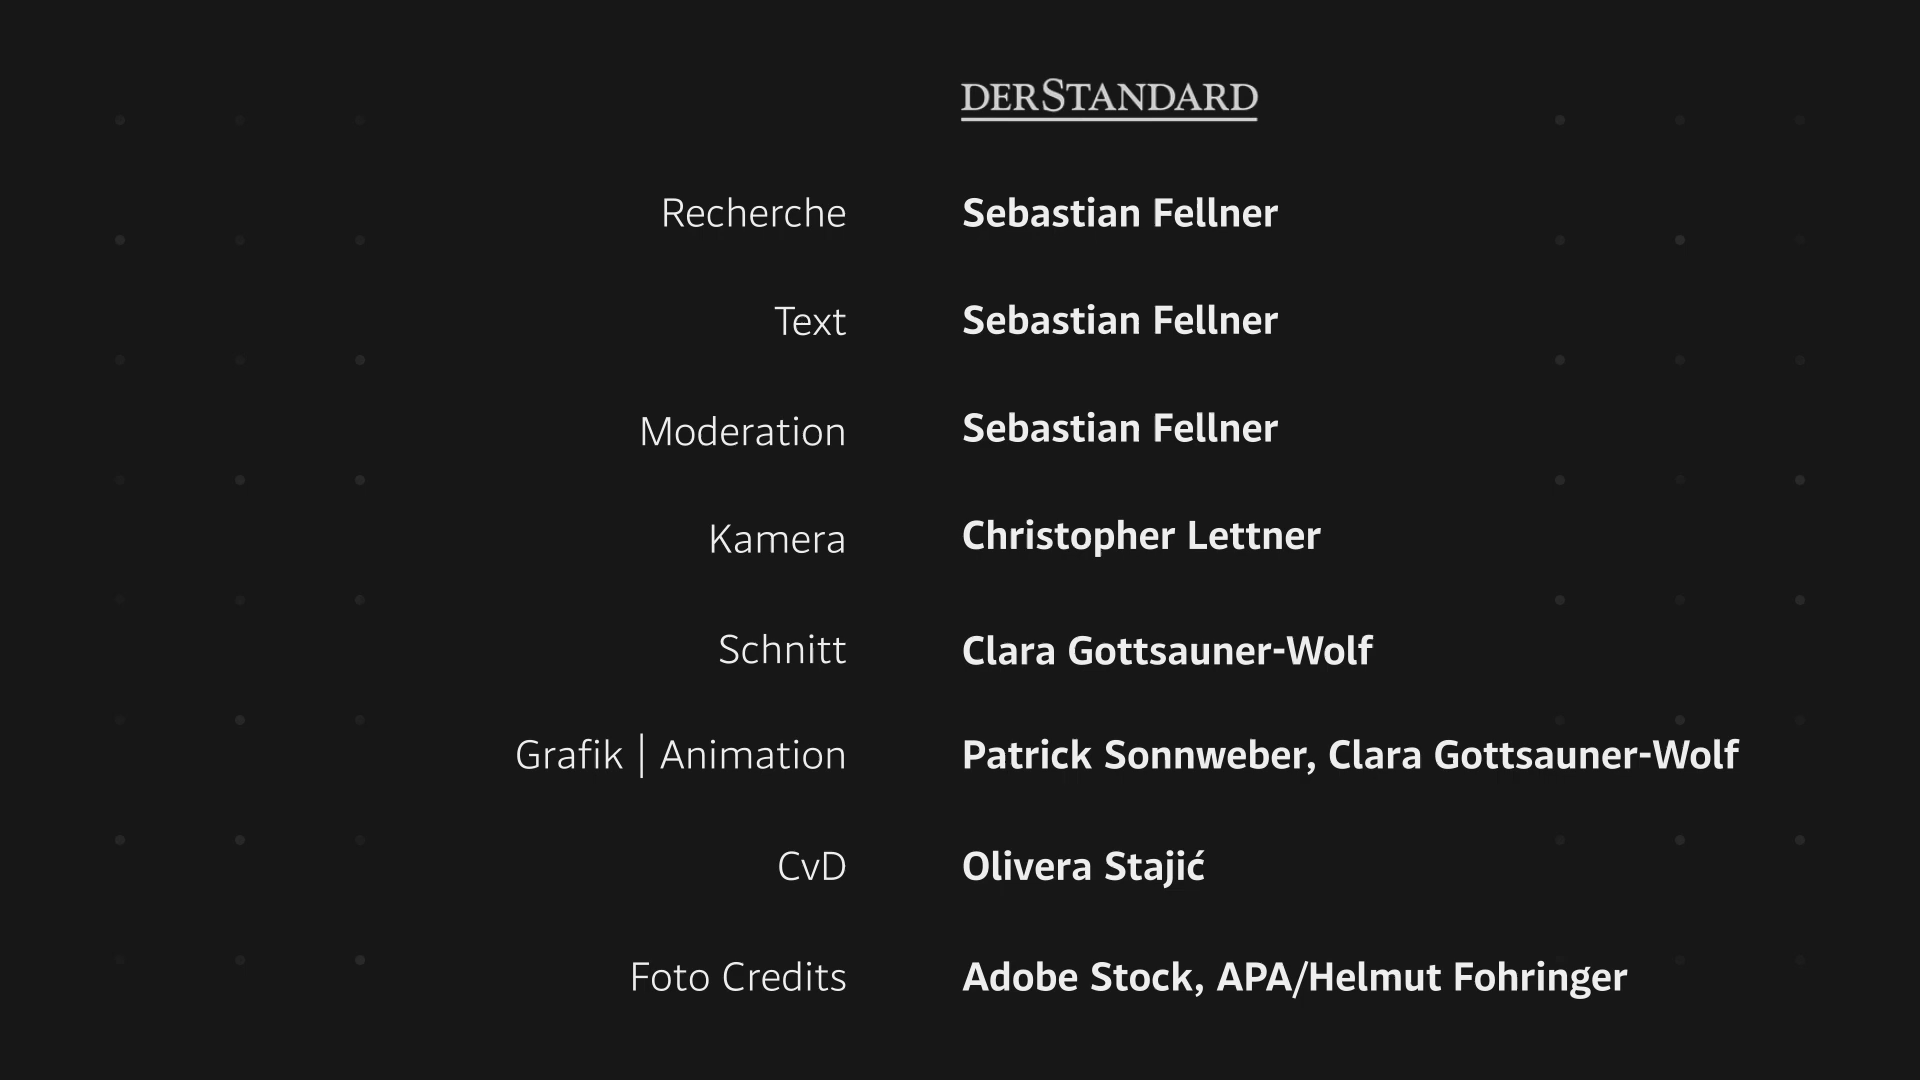 DERSTANDARD
Recherche Sebastian Fellner
Text Sebastian Fellner
Moderation Sebastian Fellner
Kamera Christopher Lettner
Schnitt Clara Gottsauner-Wolf
Grafik | Animation Patrick Sonnweber, Clara Gottsauner-Wolf
CvD Olivera Stajić
Foto Credits Adobe Stock, APA/Helmut Fohringer